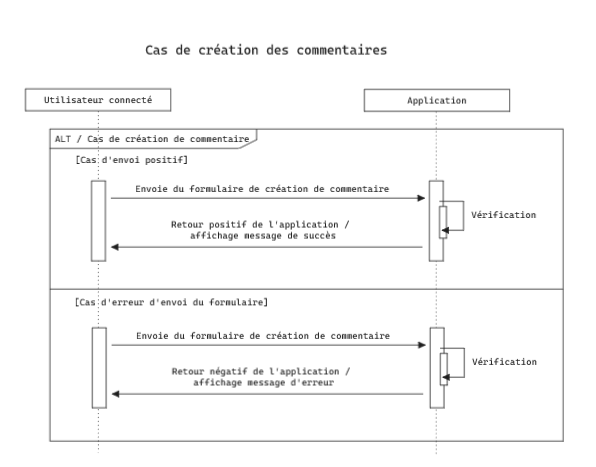 Cas de création des commentaires
Utilisateur connecté
Application
ALT / Cas de création de commentaire
[Cas d'envoi positif]
Envoie du formulaire de création de commentaire
Vérification
Retour positif de l'application /
affichage message de succès
[Cas d'erreur d'envoi du formulaire]
Envoie du formulaire de création de commentaire
Vérification
Retour négatif de l'application /
affichage message d'erreur